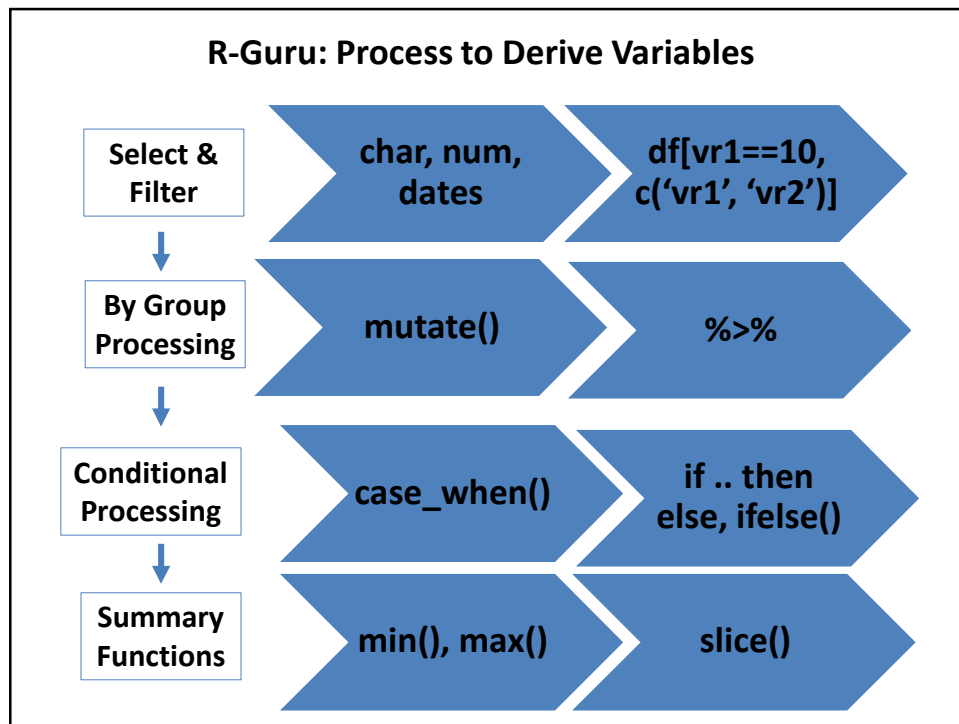 R-Guru: Process to Derive Variables
Select &
Filter
char, num,
dates
df[vr1==10,
c(‘vr1’, ‘vr2’)]
By Group
Processing
mutate()
%>%
Conditional
Processing
case_when()
if .. then
else, ifelse()
Summary
Functions
min(), max()
slice()